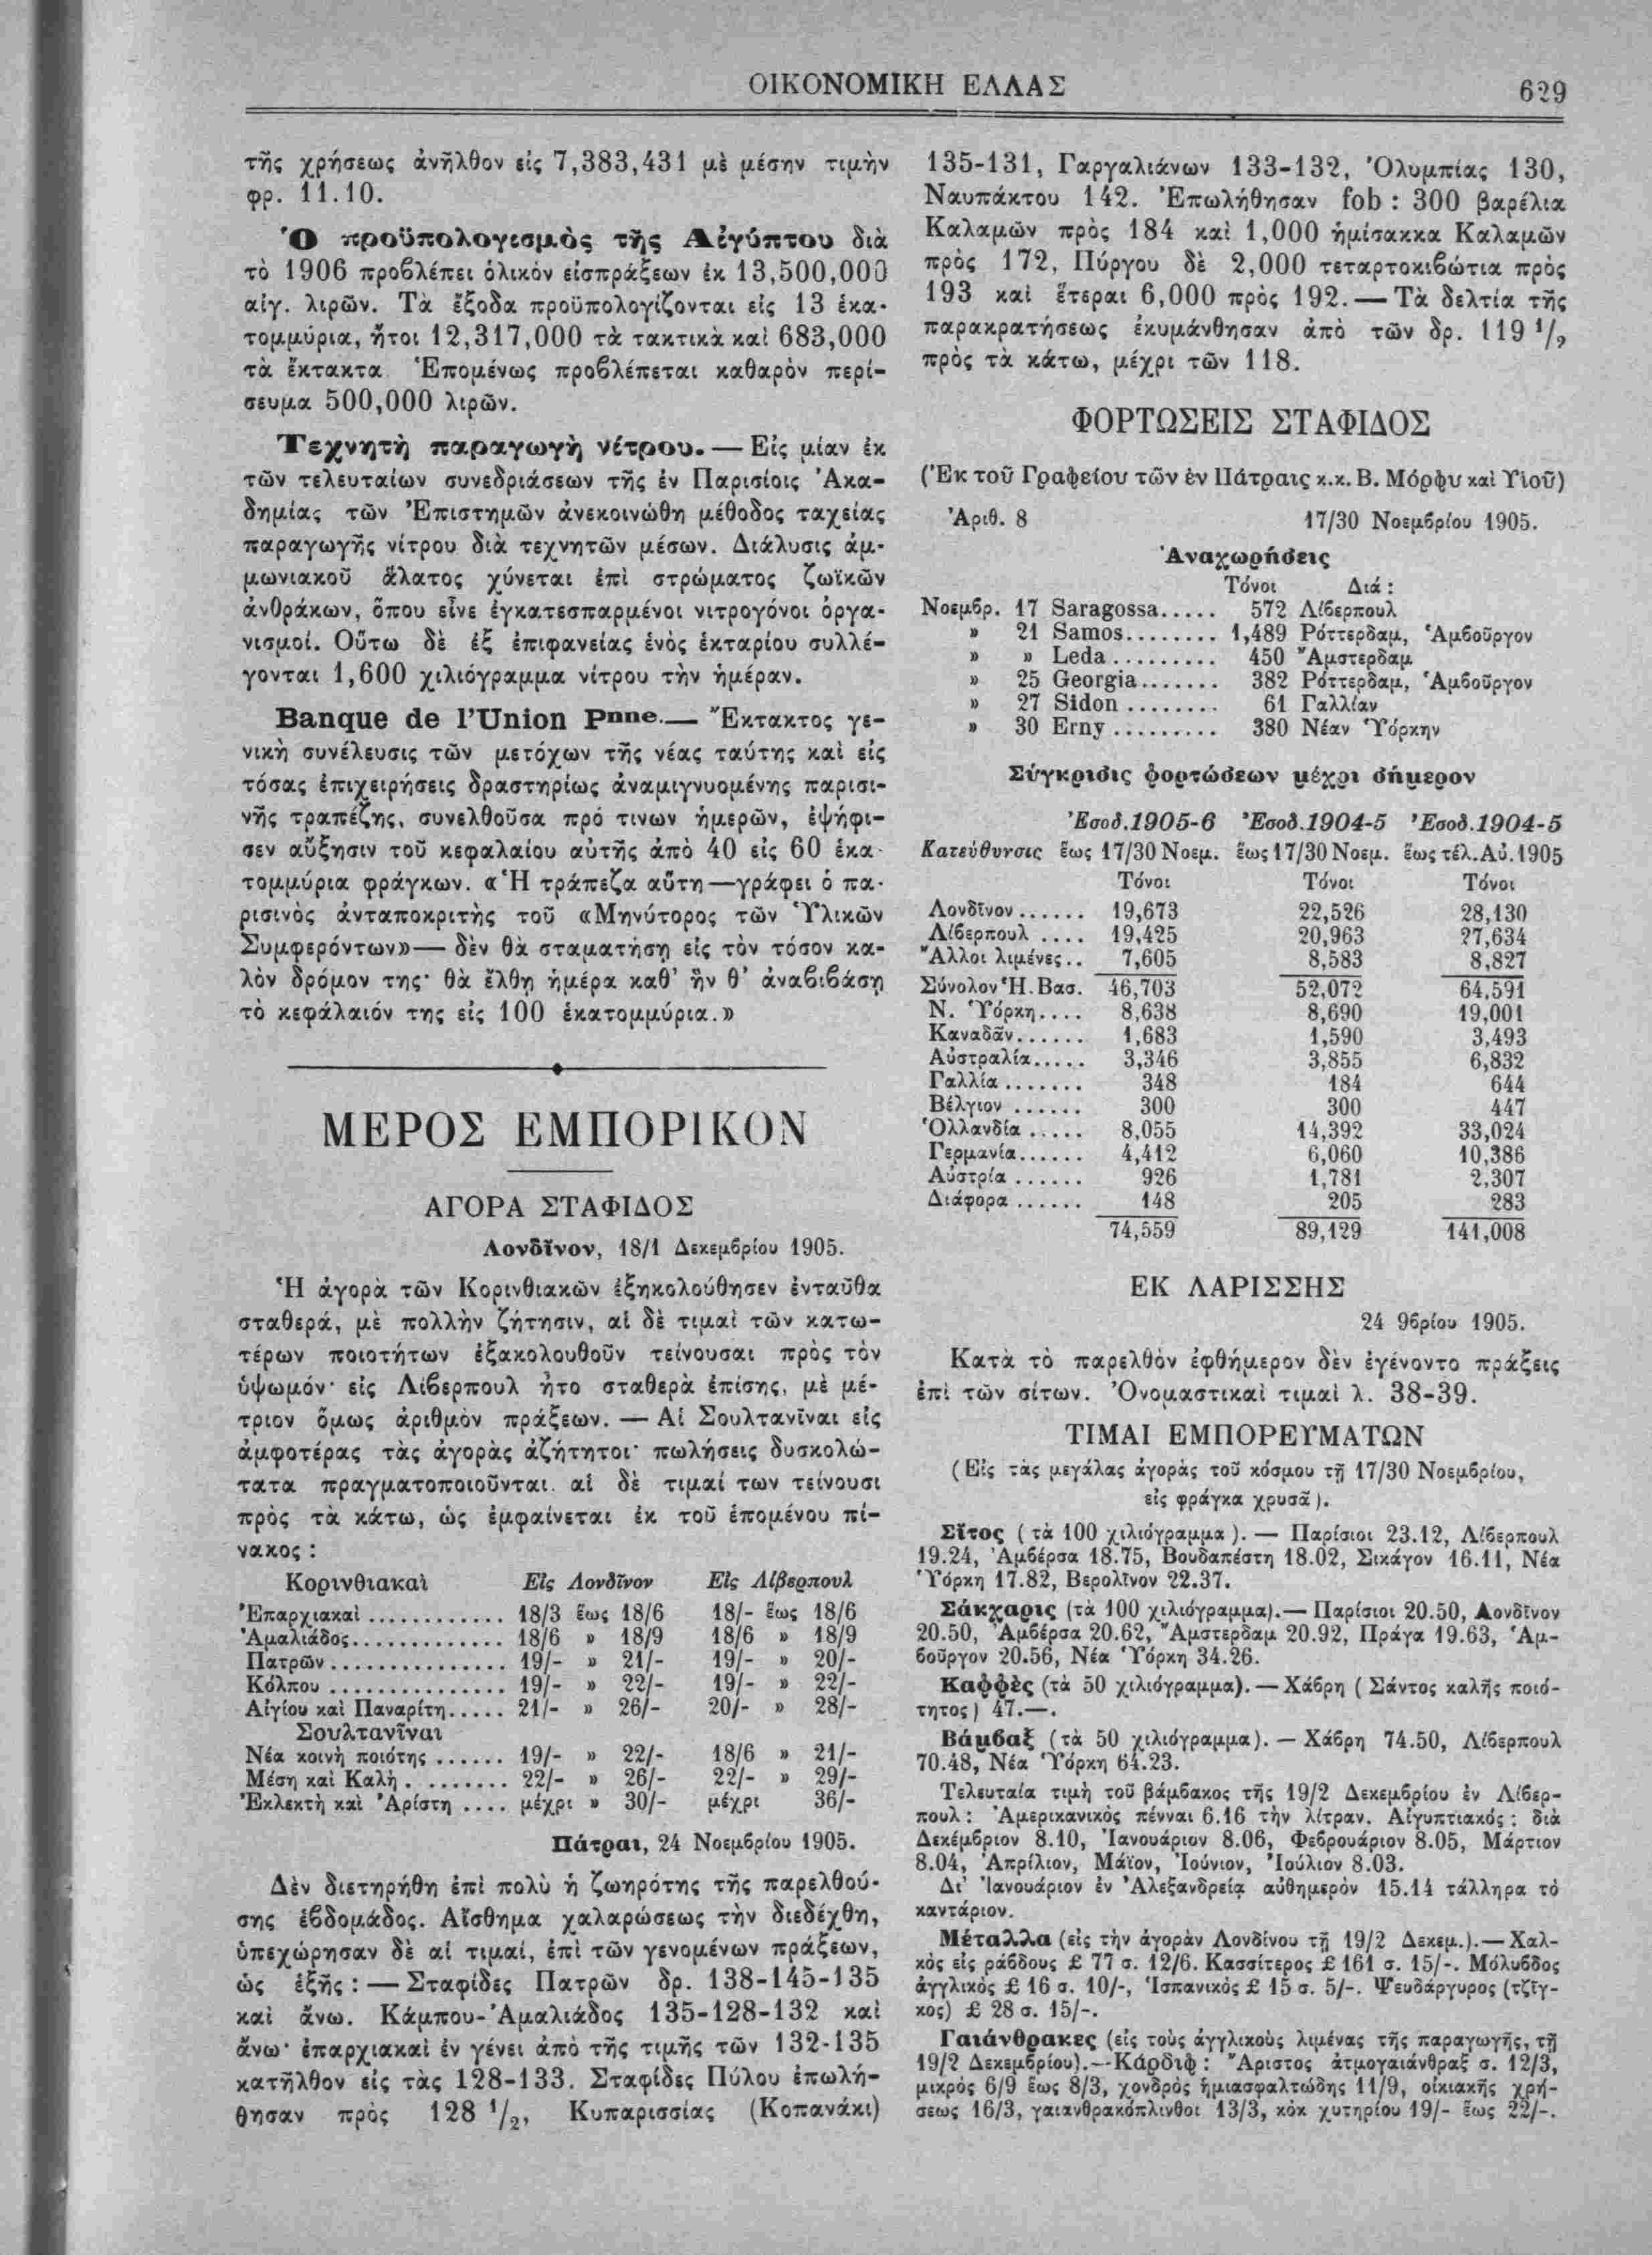 ΟΙΚΟΝΟΜΙΚΗ ΕΛΛΑΣ
629
τῆς χρήσεως ἀνῆλθον εἰς 7,383,431 μὲ μέσην τιμὴν
φρ. 11.10.
Ὁ προϋπολογισμὸς τῆς Αἰγύπτου διὰ
τὸ 1906 προβλέπει ὁλικὸν εἰσπράξεων ἐκ 13,500,000
αἰγ. λιρῶν. Τὰ ἔξοδα προϋπολογίζονται εἰς 13 ἑκα-
τομμύρια, ἤτοι 12,317,000 τὰ τακτικὰ καὶ 683,000
τὰ ἔκτακτα. Ἑπομένως προβλέπεται καθαρὸν περί-
σευμα 500,000 λιρῶν.
Τεχνητὴ παραγωγὴ νίτρου. — Εἰς μίαν ἐκ
τῶν τελευταίων συνεδριάσεων τῆς ἐν Παρισίοις Ἀκα-
δημίας τῶν Ἐπιστημῶν ἀνεκοινώθη μέθοδος ταχείας
παραγωγῆς νίτρου διὰ τεχνητῶν μέσων. Διάλυσις ἀμ-
μωνιακοῦ ἅλατος χύνεται ἐπὶ στρώματος ζωϊκῶν
ἀνθράκων, ὅπου εἶνε ἐγκατεσπαρμένοι νιτρογόνοι ὀργα-
νισμοί. Οὕτω δὲ ἐξ ἐπιφανείας ἑνὸς ἑκταρίου συλλέ-
γονται 1,600 χιλιόγραμμα νίτρου τὴν ἡμέραν.
Banque de l'Union Pnne.— Ἔκτακτος γε-
νικὴ συνέλευσις τῶν μετόχων τῆς νέας ταύτης καὶ εἰς
τόσας ἐπιχειρήσεις δραστηρίως ἀναμιγνυομένης παρισι-
νῆς τραπέζης, συνελθοῦσα πρό τινων ἡμερῶν, ἐψήφι-
σεν αὔξησιν τοῦ κεφαλαίου αὐτῆς ἀπὸ 40 εἰς 60 ἑκα-
τομμύρια φράγκων. «Ἡ τράπεζα αὕτη—γράφει ὁ πα-
ρισινὸς ἀνταποκριτὴς τοῦ «Μηνύτορος τῶν Ὑλικῶν
Συμφερόντων»— δὲν θὰ σταματήσῃ εἰς τὸν τόσον κα-
λὸν δρόμον της· θὰ ἔλθῃ ἡμέρα καθ' ἣν θ' ἀναβιβάσῃ
τὸ κεφάλαιόν της εἰς 100 ἑκατομμύρια.»
ΜΕΡΟΣ ΕΜΠΟΡΙΚΟΝ
ΑΓΟΡΑ ΣΤΑΦΙΔΟΣ
Λονδῖνον, 18/1 Δεκεμβρίου 1905.
Ἡ ἀγορὰ τῶν Κορινθιακῶν ἐξηκολούθησεν ἐνταῦθα
σταθερά, μὲ πολλὴν ζήτησιν, αἱ δὲ τιμαὶ τῶν κατω-
τέρων ποιοτήτων ἐξακολουθοῦν τείνουσαι πρὸς τὸν
ὑψωμόν· εἰς Λίβερπουλ ἦτο σταθερὰ ἐπίσης, μὲ μέ-
τριον ὅμως ἀριθμὸν πράξεων. — Αἱ Σουλτανῖναι εἰς
ἀμφοτέρας τὰς ἀγορὰς ἀζήτητοι· πωλήσεις δυσκολώ-
τατα πραγματοποιοῦνται. αἱ δὲ τιμαί των τείνουσι
πρὸς τὰ κάτω, ὡς ἐμφαίνεται ἐκ τοῦ ἑπομένου πί-
νακος :
Κορινθιακαὶ Εἰς Λονδῖνον Εἰς Λίβερπουλ
Ἐπαρχιακαὶ ............. 18/3 ἕως 18/6 18/- ἕως 18/6
Ἀμαλιάδος.............. 18/6 » 18/9 18/6 » 18/9
Πατρῶν ................ 19/- » 21/- 19/- » 20/-
Κόλπου ................ 19/- » 22/- 19/- » 22/-
Αἰγίου καὶ Παναρίτη..... 21/- » 26/- 20/- » 28/-
Σουλτανῖναι
Νέα κοινὴ ποιότης ...... 19/- » 22/- 18/6 » 21/-
Μέση καὶ Καλὴ . ........ 22/- » 26/- 22/- » 29/-
Ἐκλεκτὴ καὶ Ἀρίστη .... μέχρι » 30/- μέχρι 36/-
Πάτραι, 24 Νοεμβρίου 1905.
Δὲν διετηρήθη ἐπὶ πολὺ ἡ ζωηρότης τῆς παρελθού-
σης ἑβδομάδος. Αἴσθημα χαλαρώσεως τὴν διεδέχθη,
ὑπεχώρησαν δὲ αἱ τιμαί, ἐπὶ τῶν γενομένων πράξεων,
ὡς ἑξῆς : — Σταφίδες Πατρῶν δρ. 138-145-135
καὶ ἄνω. Κάμπου-Ἀμαλιάδος 135-128-132 καὶ
ἄνω· ἐπαρχιακαὶ ἐν γένει ἀπὸ τῆς τιμῆς τῶν 132-135
κατῆλθον εἰς τὰς 128-133. Σταφίδες Πύλου ἐπωλή-
θησαν πρὸς 128 1/2, Κυπαρισσίας (Κοπανάκι)
135-131, Γαργαλιάνων 133-132, Ὀλυμπίας 130,
Ναυπάκτου 142. Ἐπωλήθησαν fob : 300 βαρέλια
Καλαμῶν πρὸς 184 καὶ 1,000 ἡμίσακκα Καλαμῶν
πρὸς 172, Πύργου δὲ 2,000 τεταρτοκιβώτια πρὸς
193 καὶ ἕτεραι 6,000 πρὸς 192. — Τὰ δελτία τῆς
παρακρατήσεως ἐκυμάνθησαν ἀπὸ τῶν δρ. 119 1/2
πρὸς τὰ κάτω, μέχρι τῶν 118.
ΦΟΡΤΩΣΕΙΣ ΣΤΑΦΙΔΟΣ
(Ἐκ τοῦ Γραφείου τῶν ἐν Πάτραις κ.κ. Β. Μόρφυ καὶ Υἱοῦ)
Ἀριθ. 8 17/30 Νοεμβρίου 1905.
Ἀναχωρήσεις
Τόνοι Διά :
Νοεμβρ. 17 Saragossa..... 572 Λίβερπουλ
» 21 Samos........ 1,489 Ρόττερδαμ, Ἁμβοῦργον
» » Leda ......... 450 Ἄμστερδαμ
» 25 Georgia....... 382 Ρόττερδαμ, Ἁμβοῦργον
» 27 Sidon ........ 61 Γαλλίαν
» 30 Erny ......... 380 Νέαν Ὑόρκην
Σύγκρισις φορτώσεων μέχρι σήμερον
Ἐσοδ.1905-6 Ἐσοδ.1904-5 Ἐσοδ.1904-5
Κατεύθυνσις ἕως 17/30 Νοεμ. ἕως 17/30 Νοεμ. ἕως τέλ.Αὐ.1905
Τόνοι Τόνοι Τόνοι
Λονδῖνον ...... 19,673 22,526 28,130
Λίβερπουλ .... 19,425 20,963 27,634
Ἄλλοι λιμένες.. 7,605 8,583 8,827
Σύνολον Ἡ. Βασ. 46,703 52,072 64,591
Ν. Ὑόρκη.... 8,638 8,690 19,001
Καναδᾶν...... 1,683 1,590 3,493
Αὐστραλία..... 3,346 3,855 6,832
Γαλλία ....... 348 184 644
Βέλγιον ...... 300 300 447
Ὁλλανδία ..... 8,055 14,392 33,024
Γερμανία...... 4,412 6,060 10,386
Αὐστρία ...... 926 1,781 2,307
Διάφορα ...... 148 205 283
74,559 89,129 141,008
ΕΚ ΛΑΡΙΣΣΗΣ
24 9βρίου 1905.
Κατὰ τὸ παρελθὸν ἐφθήμερον δὲν ἐγένοντο πράξεις
ἐπὶ τῶν σίτων. Ὀνομαστικαὶ τιμαὶ λ. 38-39.
ΤΙΜΑΙ ΕΜΠΟΡΕΥΜΑΤΩΝ
(Εἰς τὰς μεγάλας ἀγορὰς τοῦ κόσμου τῇ 17/30 Νοεμβρίου,
εἰς φράγκα χρυσᾶ).
Σῖτος (τὰ 100 χιλιόγραμμα). — Παρίσιοι 23.12, Λίβερπουλ
19.24, Ἀμβέρσα 18.75, Βουδαπέστη 18.02, Σικάγον 16.11, Νέα
Ὑόρκη 17.82, Βερολῖνον 22.37.
Σάκχαρις (τὰ 100 χιλιόγραμμα).— Παρίσιοι 20.50, Λονδῖνον
20.50, Ἀμβέρσα 20.62, Ἄμστερδαμ 20.92, Πράγα 19.63, Ἁμ-
βοῦργον 20.56, Νέα Ὑόρκη 34.26.
Καφφὲς (τὰ 50 χιλιόγραμμα). — Χάβρη (Σάντος καλῆς ποιό-
τητος) 47.—.
Βάμβαξ (τὰ 50 χιλιόγραμμα). — Χάβρη 74.50, Λίβερπουλ
70.48, Νέα Ὑόρκη 64.23.
Τελευταία τιμὴ τοῦ βάμβακος τῆς 19/2 Δεκεμβρίου ἐν Λίβερ-
πουλ : Ἀμερικανικὸς πένναι 6.16 τὴν λίτραν. Αἰγυπτιακός : διὰ
Δεκέμβριον 8.10, Ἰανουάριον 8.06, Φεβρουάριον 8.05, Μάρτιον
8.04, Ἀπρίλιον, Μάϊον, Ἰούνιον, Ἰούλιον 8.03.
Δι' Ἰανουάριον ἐν Ἀλεξανδρείᾳ αὐθημερὸν 15.14 τάλληρα τὸ
καντάριον.
Μέταλλα (εἰς τὴν ἀγορὰν Λονδίνου τῇ 19/2 Δεκεμ.).— Χαλ-
κὸς εἰς ράβδους £ 77 σ. 12/6. Κασσίτερος £ 161 σ. 15/-. Μόλυβδος
ἀγγλικὸς £ 16 σ. 10/-, Ἱσπανικὸς £ 15 σ. 5/-. Ψευδάργυρος (τζῖγ-
κος) £ 28 σ. 15/-.
Γαιάνθρακες (εἰς τοὺς ἀγγλικοὺς λιμένας τῆς παραγωγῆς, τῇ
19/2 Δεκεμβρίου).—Κάρδιφ : Ἄριστος ἀτμογαιάνθραξ σ. 12/3,
μικρὸς 6/9 ἕως 8/3, χονδρὸς ἡμιασφαλτώδης 11/9, οἰκιακῆς χρή-
σεως 16/3, γαιανθρακόπλινθοι 13/3, κὸκ χυτηρίου 19/- ἕως 22/-.